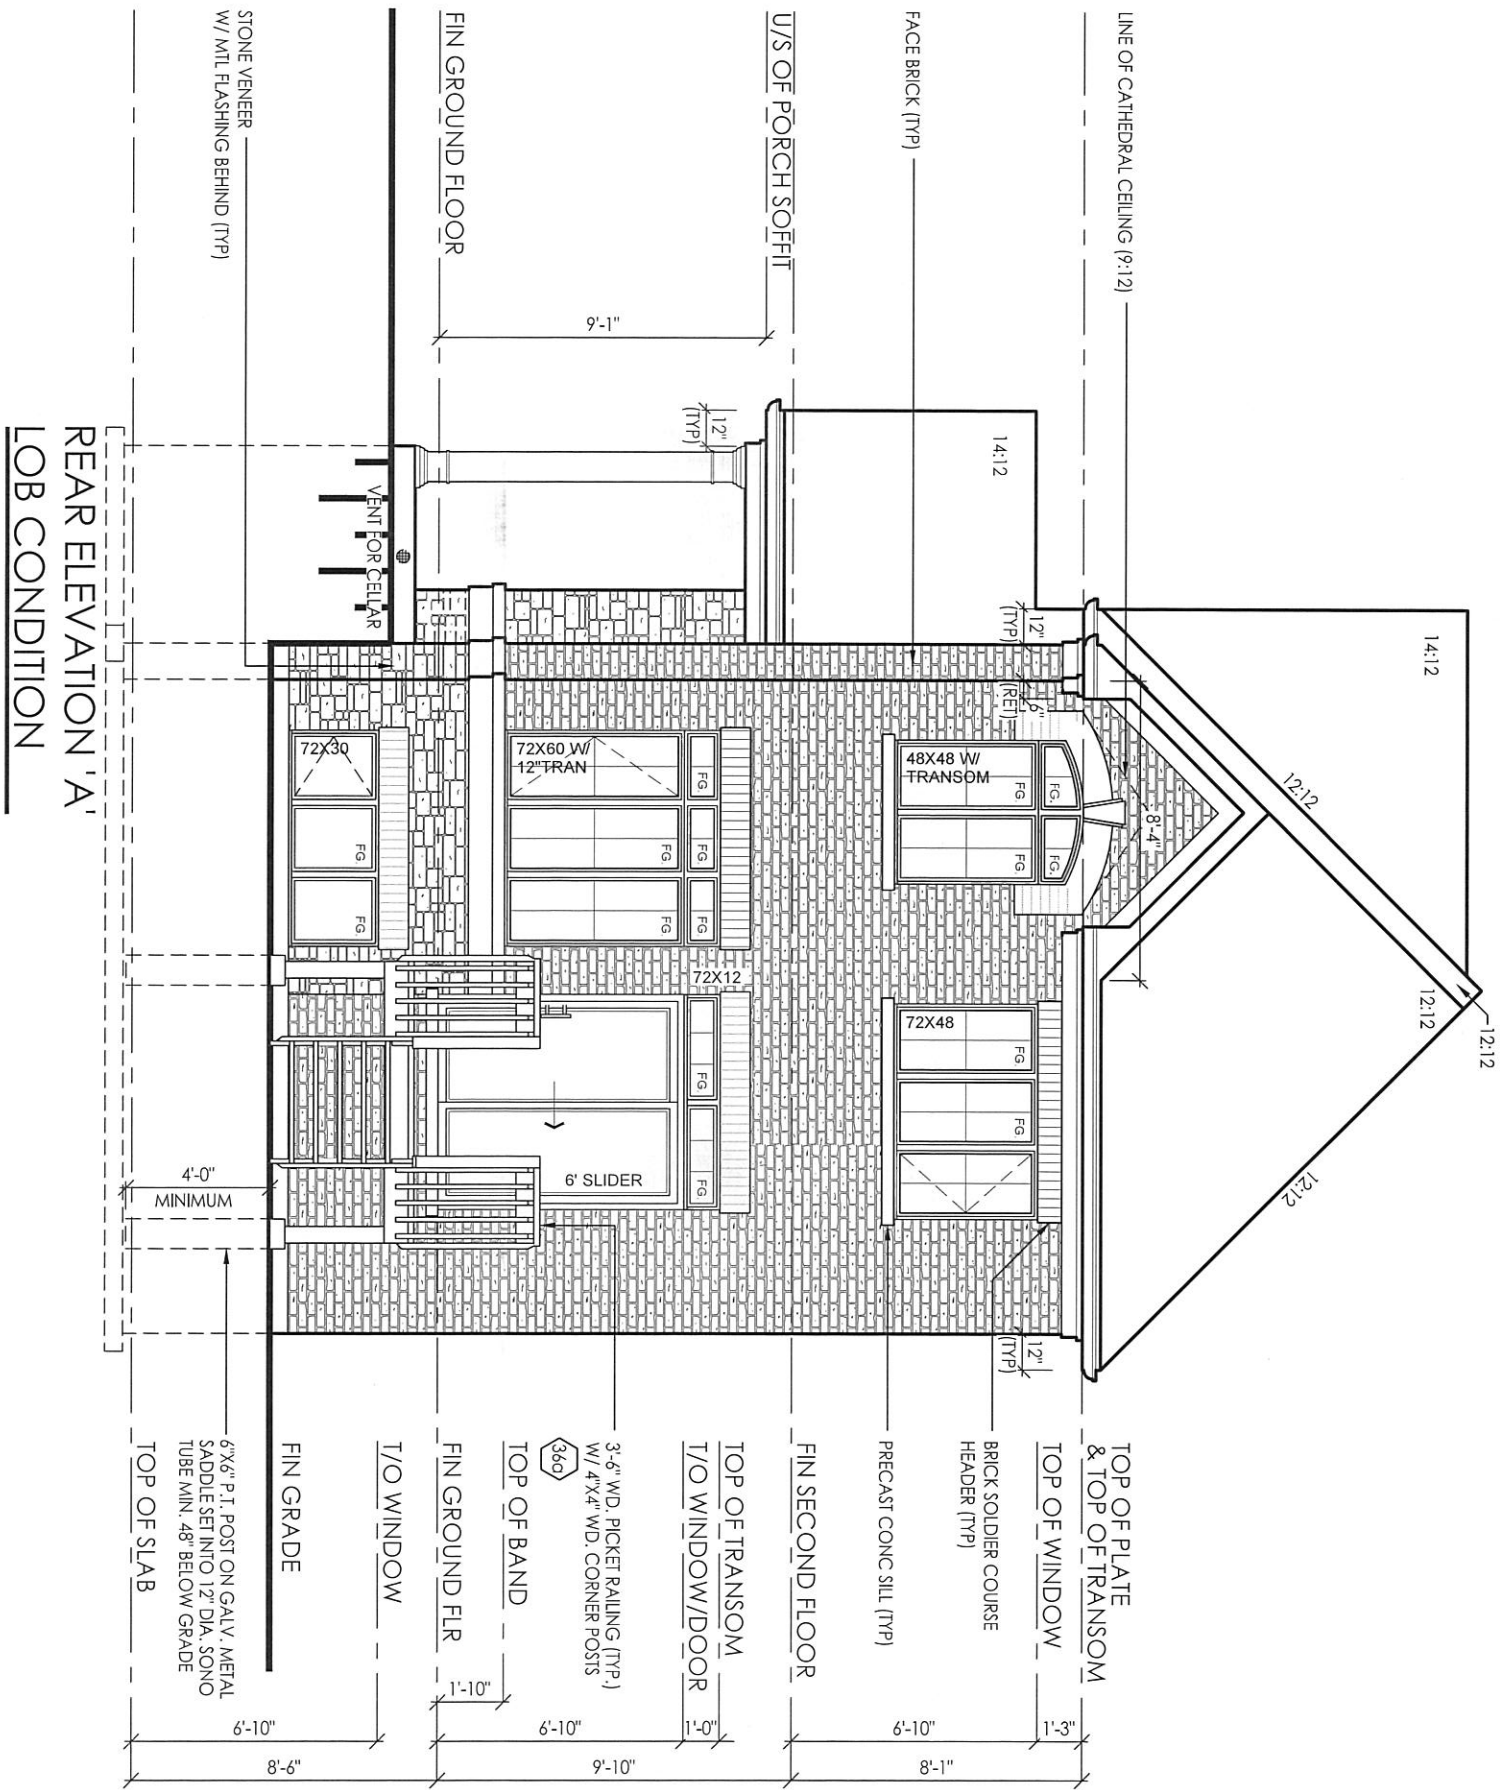 12:12
12:12
12:12
12:12
14:12
14:12
LINE OF CATHEDRAL CEILING (9:12)
FACE BRICK (TYP)
U/S OF PORCH SOFFIT
9'-1"
FIN GROUND FLOOR
STONE VENEER
W/ MTL FLASHING BEHIND (TYP)
12"
(TYP)
VENT FOR CELLAR
12"
(TYP)
6"
(RET)
8'-4"
48X48 W/
TRANSOM
FG.
FG.
FG.
FG.
72X48
FG.
FG.
72X60 W/
12"TRAN
FG.
FG.
FG.
FG.
FG.
72X12
FG.
FG.
6' SLIDER
72X30
FG.
FG.
12"
(TYP)
4'-0"
MINIMUM
TOP OF PLATE
& TOP OF TRANSOM
TOP OF WINDOW
BRICK SOLDIER COURSE
HEADER (TYP)
PRECAST CONC SILL (TYP)
FIN SECOND FLOOR
TOP OF TRANSOM
T/O WINDOW/DOOR
3'-6" WD. PICKET RAILING (TYP.)
W/ 4"X4" WD. CORNER POSTS
36a
TOP OF BAND
FIN GROUND FLR
T/O WINDOW
FIN GRADE
6"X6" P.T. POST ON GALV. METAL
SADDLE SET INTO 12" DIA. SONO
TUBE MIN. 48" BELOW GRADE
TOP OF SLAB
1'-3"
6'-10"
8'-1"
1'-0"
6'-10"
9'-10"
1'-10"
6'-10"
8'-6"
REAR ELEVATION 'A'
LOB CONDITION